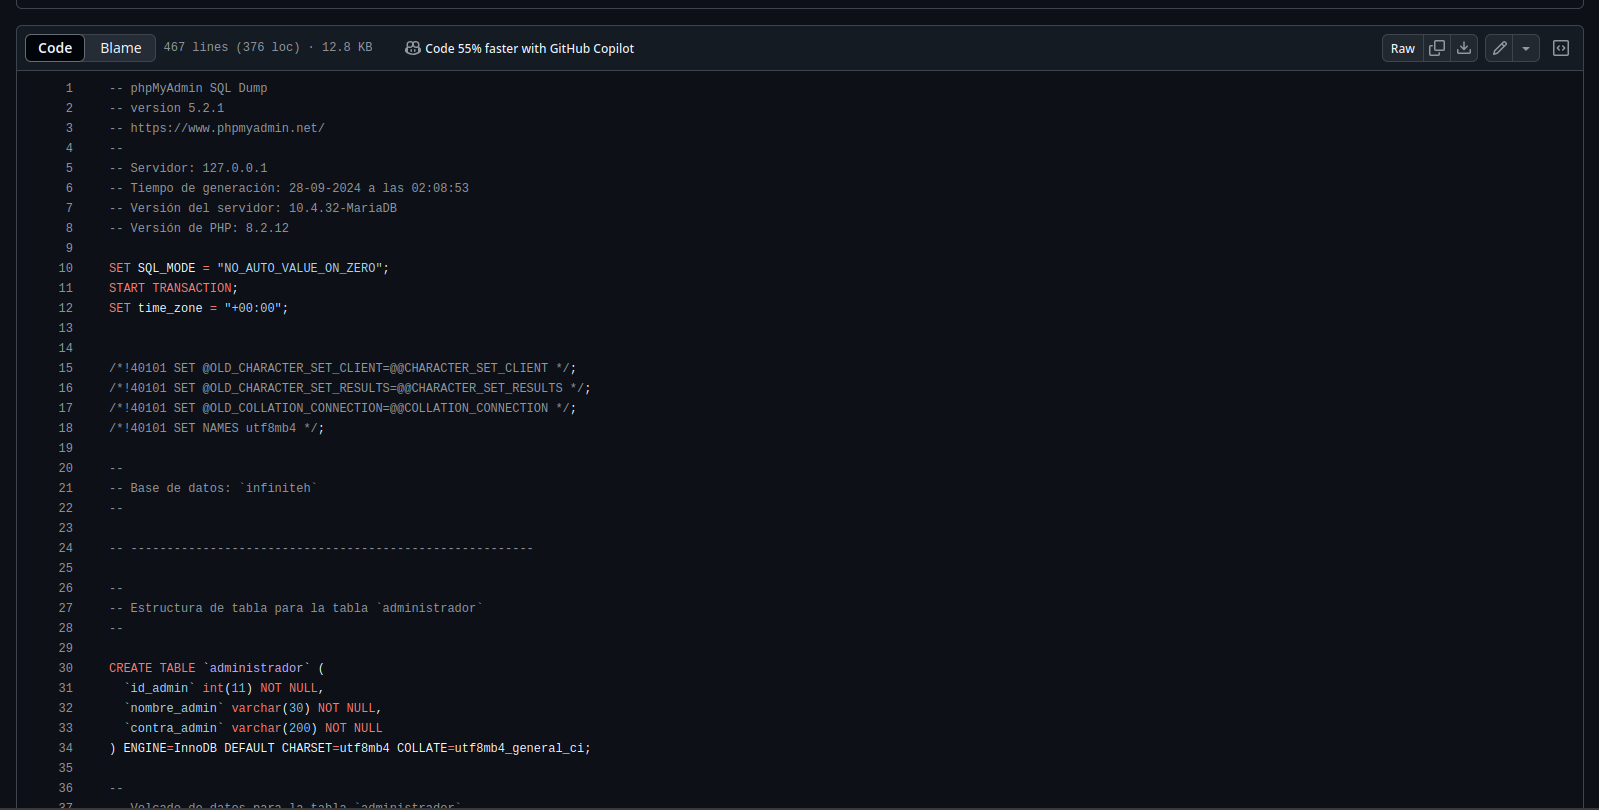 Code Blame 467 lines (376 loc) · 12.8 KB Code 55% faster with GitHub Copilot Raw
1 -- phpMyAdmin SQL Dump
2 -- version 5.2.1
3 -- https://www.phpmyadmin.net/
4 --
5 -- Servidor: 127.0.0.1
6 -- Tiempo de generación: 28-09-2024 a las 02:08:53
7 -- Versión del servidor: 10.4.32-MariaDB
8 -- Versión de PHP: 8.2.12
9
10 SET SQL_MODE = "NO_AUTO_VALUE_ON_ZERO";
11 START TRANSACTION;
12 SET time_zone = "+00:00";
13
14
15 /*!40101 SET @OLD_CHARACTER_SET_CLIENT=@@CHARACTER_SET_CLIENT */;
16 /*!40101 SET @OLD_CHARACTER_SET_RESULTS=@@CHARACTER_SET_RESULTS */;
17 /*!40101 SET @OLD_COLLATION_CONNECTION=@@COLLATION_CONNECTION */;
18 /*!40101 SET NAMES utf8mb4 */;
19
20 --
21 -- Base de datos: `infiniteh`
22 --
23
24 -- --------------------------------------------------------
25
26 --
27 -- Estructura de tabla para la tabla `administrador`
28 --
29
30 CREATE TABLE `administrador` (
31 `id_admin` int(11) NOT NULL,
32 `nombre_admin` varchar(30) NOT NULL,
33 `contra_admin` varchar(200) NOT NULL
34 ) ENGINE=InnoDB DEFAULT CHARSET=utf8mb4 COLLATE=utf8mb4_general_ci;
35
36 --
37 -- Volcado de datos para la tabla `administrador`